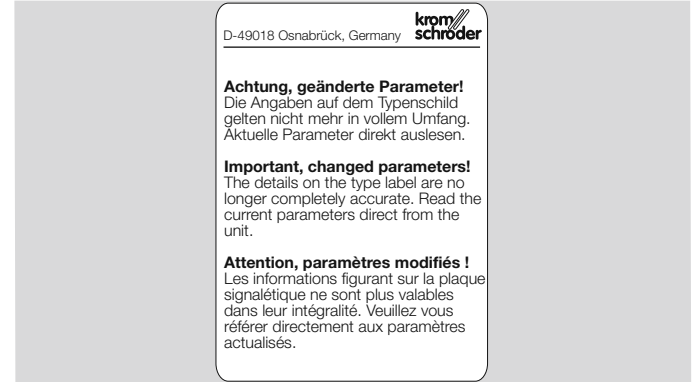 D-49018 Osnabrück, Germany
krom
schroder
Achtung, geänderte Parameter!
Die Angaben auf dem Typenschild
gelten nicht mehr in vollem Umfang.
Aktuelle Parameter direkt auslesen.
Important, changed parameters!
The details on the type label are no
longer completely accurate. Read the
current parameters direct from the
unit.
Attention, paramètres modifiés !
Les informations figurant sur la plaque
signalétique ne sont plus valables
dans leur intégralité. Veuillez vous
référer directement aux paramètres
actualisés.